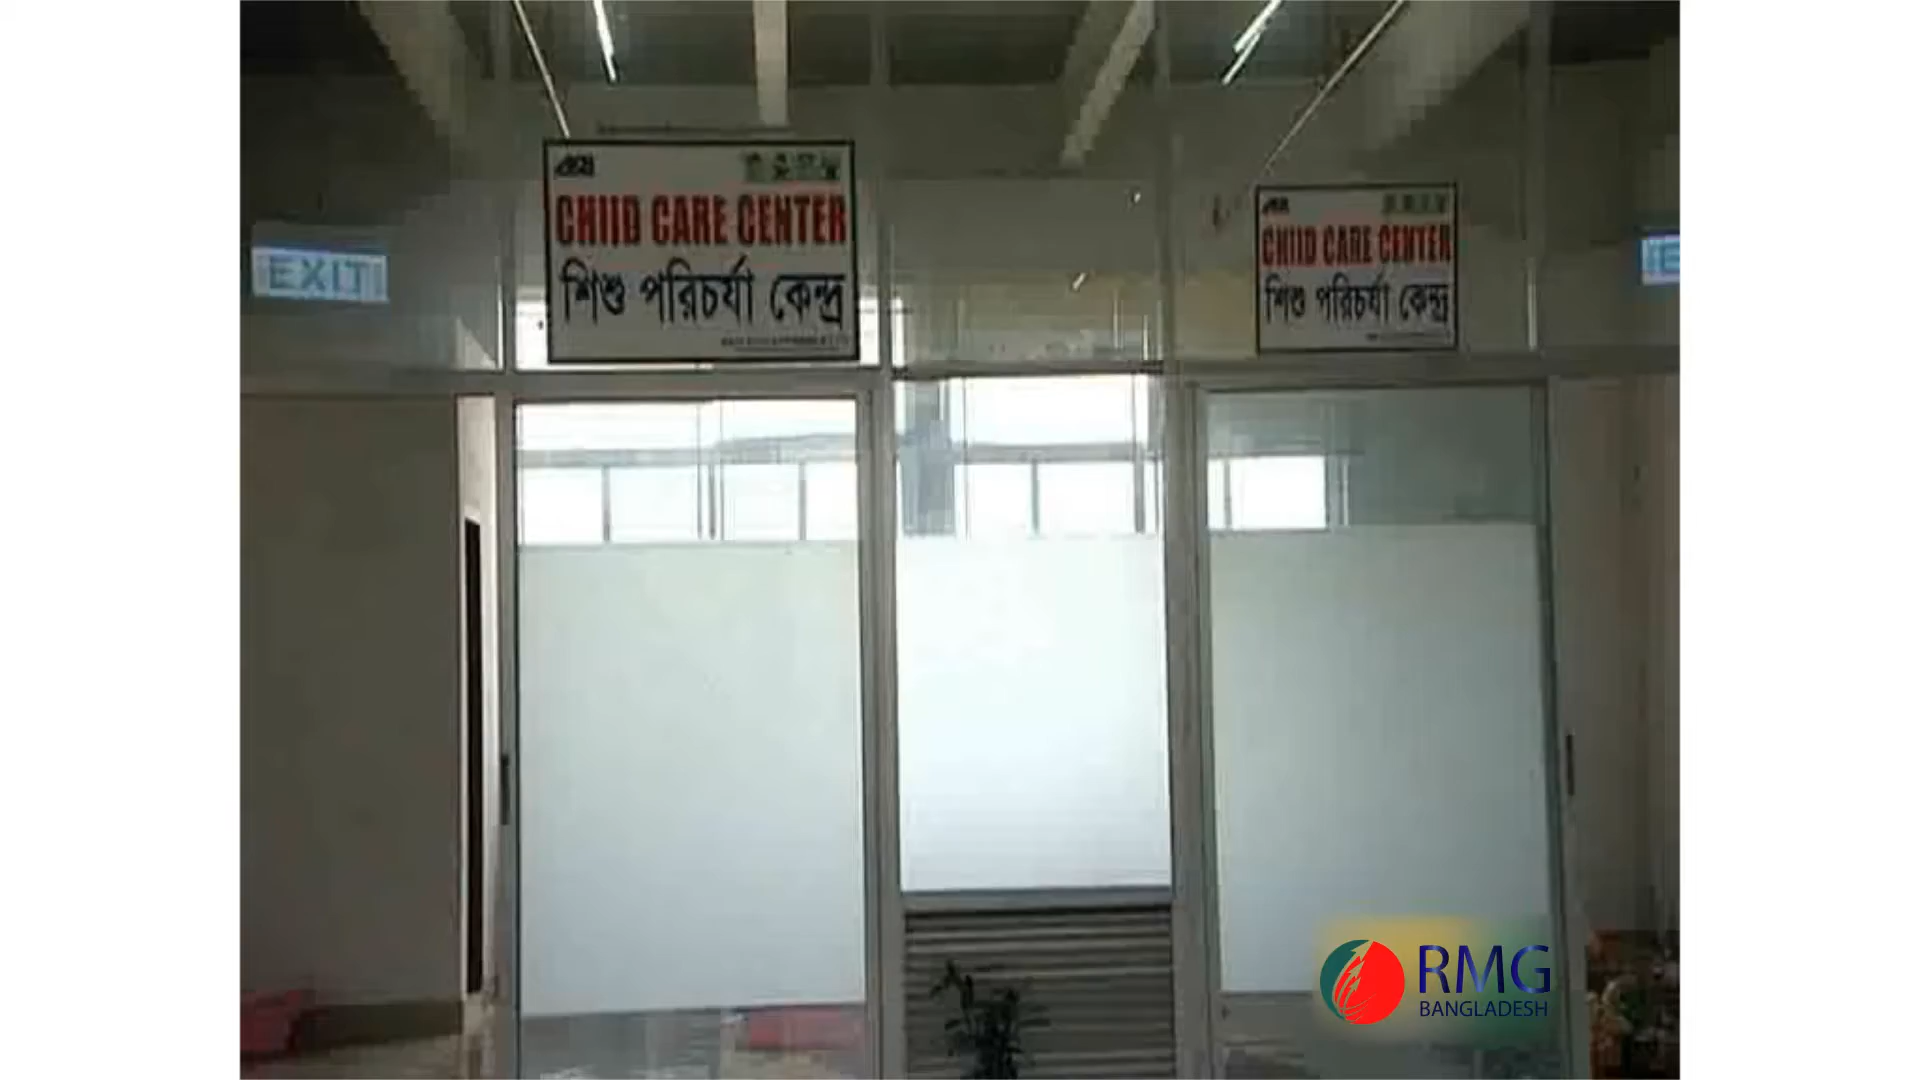 CHIID CARE CENTER
শিশু পরিচর্যা কেন্দ্র
CHIID CARE CENTER
শিশু পরিচর্যা কেন্দ্র
EXIT
RMG
BANGLADESH